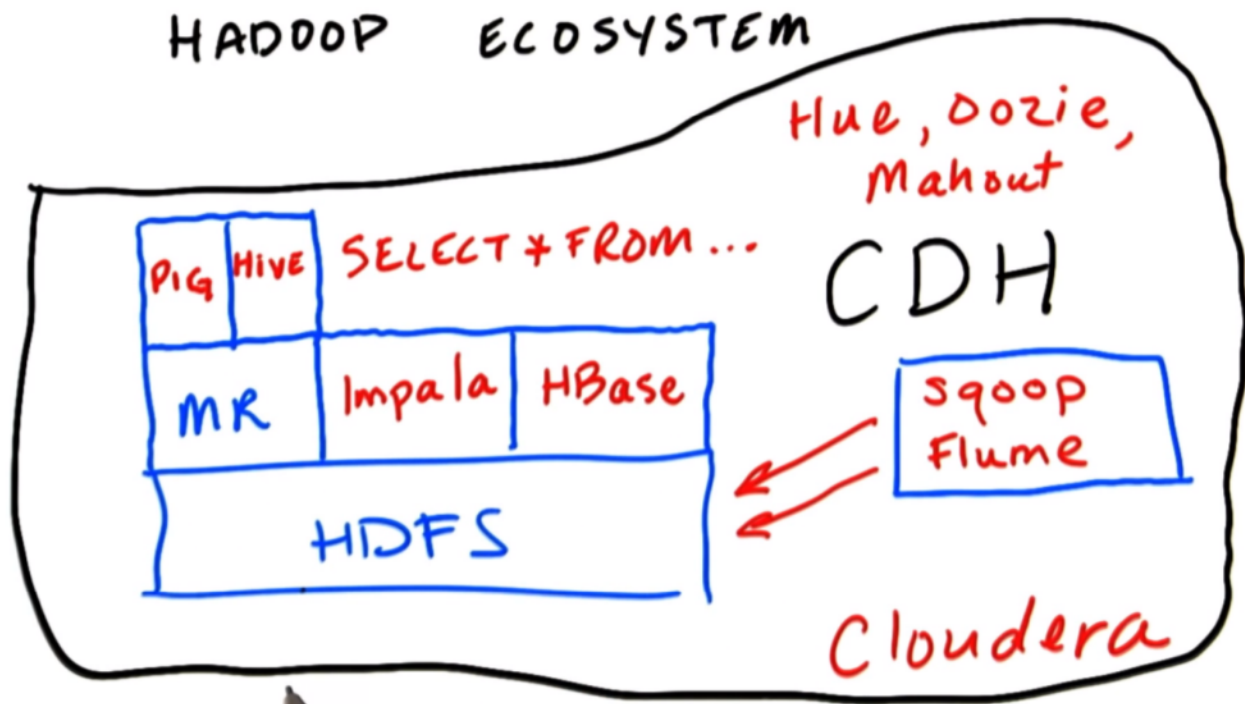 HADOOP ECOSYSTEM
Hue, Oozie,
Mahout
PIG HIVE SELECT * FROM...
CDH
MR Impala HBase
Sqoop
Flume
HDFS
Cloudera